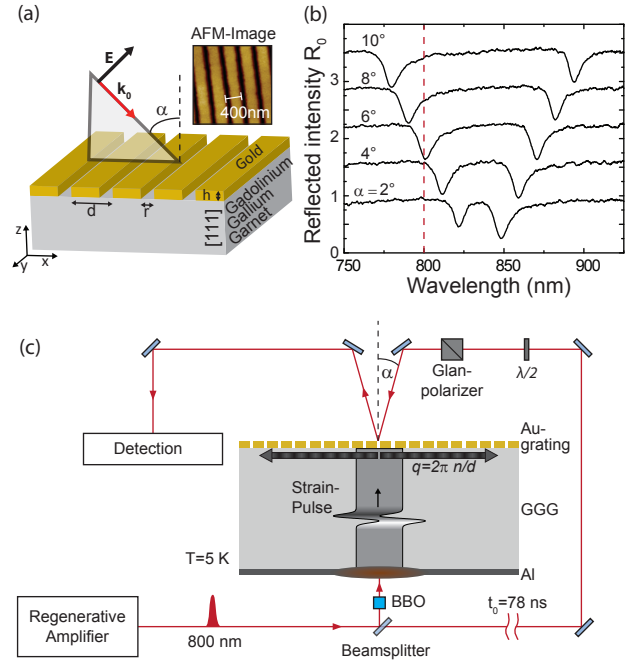 (a)
AFM-Image
E
k₀
α
400nm
Gold
h
d
r
[111]
Gadolinium
Gallium
Garnet
z
y
x
(b)
Reflected intensity R₀
3
2
1
0
10°
8°
6°
4°
α = 2°
750 800 850 900
Wavelength (nm)
(c)
α
Glan-
polarizer
λ/2
Detection
Au-
grating
q=2π n/d
Strain-
Pulse
GGG
T=5 K
Al
BBO
t₀=78 ns
Regenerative
Amplifier
800 nm
Beamsplitter